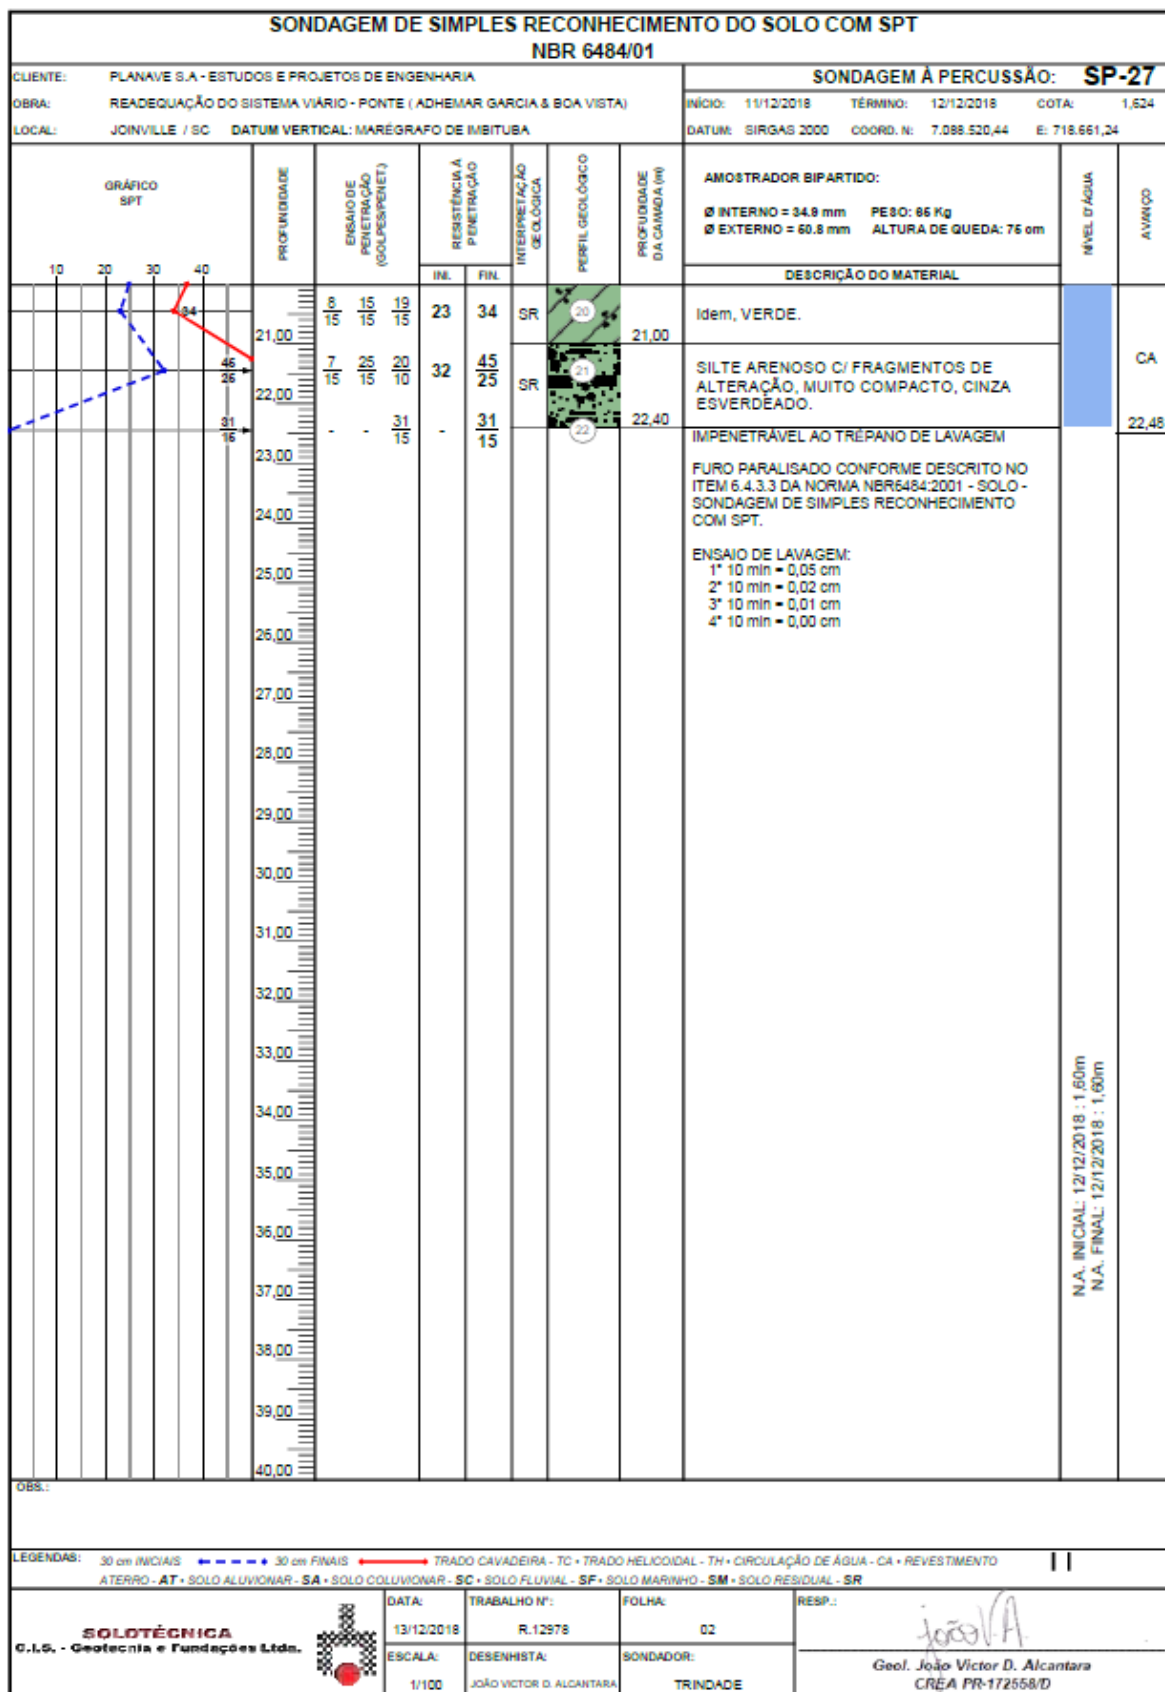 SONDAGEM DE SIMPLES RECONHECIMENTO DO SOLO COM SPT
NBR 6484/01
CLIENTE: PLANAVE S.A - ESTUDOS E PROJETOS DE ENGENHARIA
SONDAGEM À PERCUSSÃO: SP-27
OBRA: READEQUAÇÃO DO SISTEMA VIÁRIO - PONTE ( ADHEMAR GARCIA & BOA VISTA)
INÍCIO: 11/12/2018 TÉRMINO: 12/12/2018 COTA: 1,624
LOCAL: JOINVILLE / SC DATUM VERTICAL: MARÉGRAFO DE IMBITUBA
DATUM: SIRGAS 2000 COORD. N: 7.088.520,44 E: 718.661,24
GRÁFICO
SPT
10 20 30 40
PROFUNDIDADE
ENSAIO DE
PENETRAÇÃO
(GOLPES/PENET.)
RESISTÊNCIA À
PENETRAÇÃO
INI. FIN.
INTERPRETAÇÃO
GEOLÓGICA
PERFIL GEOLÓGICO
PROFUDIDADE
DA CAMADA (m)
AMOSTRADOR BIPARTIDO:
Ø INTERNO = 34.9 mm PESO: 65 Kg
Ø EXTERNO = 50.8 mm ALTURA DE QUEDA: 75 cm
DESCRIÇÃO DO MATERIAL
NÍVEL D'ÁGUA
AVANÇO
34
8/15 15/15 19/15 23 34 SR 20 Idem, VERDE.
21,00 21,00
45/25
7/15 25/15 20/10 32 45/25 SR 21
SILTE ARENOSO C/ FRAGMENTOS DE
ALTERAÇÃO, MUITO COMPACTO, CINZA
ESVERDEADO.
CA
22,00 22,40 22,48
31/15
- - 31/15 - 31/15 22
IMPENETRÁVEL AO TRÉPANO DE LAVAGEM
23,00
FURO PARALISADO CONFORME DESCRITO NO
ITEM 6.4.3.3 DA NORMA NBR6484:2001 - SOLO -
SONDAGEM DE SIMPLES RECONHECIMENTO
COM SPT.
24,00
ENSAIO DE LAVAGEM:
1° 10 min = 0,05 cm
2° 10 min = 0,02 cm
3° 10 min = 0,01 cm
4° 10 min = 0,00 cm
25,00
26,00
27,00
28,00
29,00
30,00
31,00
32,00
33,00
34,00
35,00
36,00
37,00
38,00
39,00
40,00
N.A. INICIAL: 12/12/2018 : 1,60m
N.A. FINAL: 12/12/2018 : 1,60m
OBS.:
LEGENDAS: 30 cm INICIAIS 30 cm FINAIS TRADO CAVADEIRA - TC • TRADO HELICOIDAL - TH • CIRCULAÇÃO DE ÁGUA - CA • REVESTIMENTO
ATERRO - AT • SOLO ALUVIONAR - SA • SOLO COLUVIONAR - SC • SOLO FLUVIAL - SF • SOLO MARINHO - SM • SOLO RESIDUAL - SR
SOLOTÉCNICA
C.I.S. - Geotecnia e Fundações Ltda.
DATA: TRABALHO N°: FOLHA: RESP.:
13/12/2018 R.12978 02
João V.A
ESCALA: DESENHISTA: SONDADOR:
1/100 JOÃO VICTOR D. ALCANTARA TRINDADE
Geol. João Victor D. Alcantara
CREA PR-172558/D